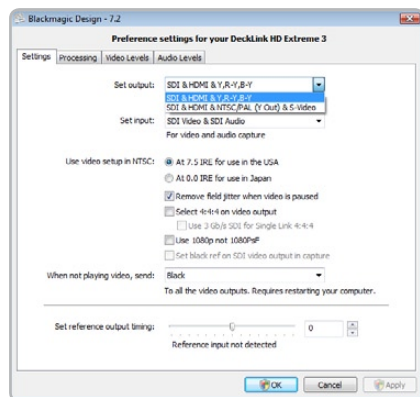 Blackmagic Design - 7.2
Preference settings for your DeckLink HD Extreme 3
Settings Processing Video Levels Audio Levels
Set output: SDI & HDMI & Y,R-Y,B-Y
SDI & HDMI & Y,R-Y,B-Y
SDI & HDMI & NTSC/PAL (Y Out) & S-Video
Set input: SDI Video & SDI Audio
For video and audio capture
Use video setup in NTSC: At 7.5 IRE for use in the USA
At 0.0 IRE for use in Japan
Remove field jitter when video is paused
Select 4:4:4 on video output
Use 3 Gb/s SDI for Single Link 4:4:4
Use 1080p not 1080PsF
Set black ref on SDI video output in capture
When not playing video, send: Black
To all the video outputs. Requires restarting your computer.
Set reference output timing: 0
Reference input not detected
OK Cancel Apply